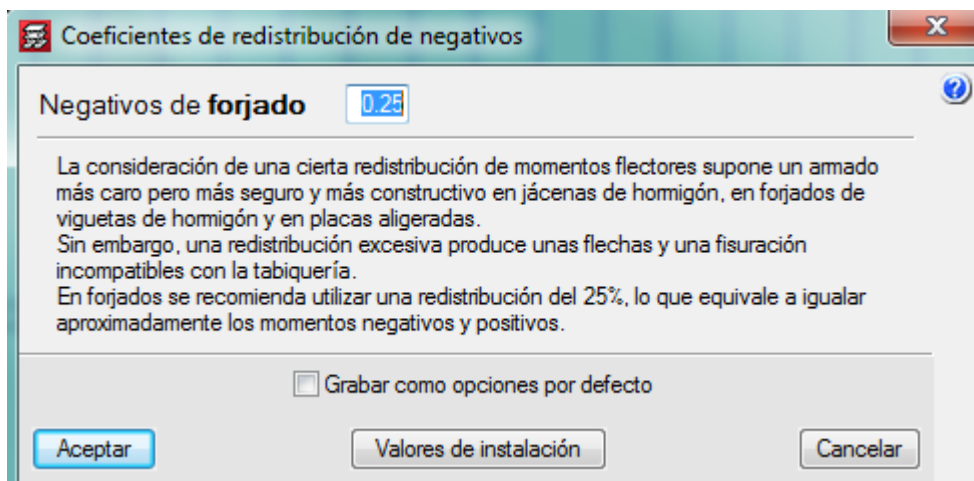 Coeficientes de redistribución de negativos
Negativos de forjado 0.25
La consideración de una cierta redistribución de momentos flectores supone un armado
más caro pero más seguro y más constructivo en jácenas de hormigón, en forjados de
viguetas de hormigón y en placas aligeradas.
Sin embargo, una redistribución excesiva produce unas flechas y una fisuración
incompatibles con la tabiquería.
En forjados se recomienda utilizar una redistribución del 25%, lo que equivale a igualar
aproximadamente los momentos negativos y positivos.
Grabar como opciones por defecto
Aceptar Valores de instalación Cancelar